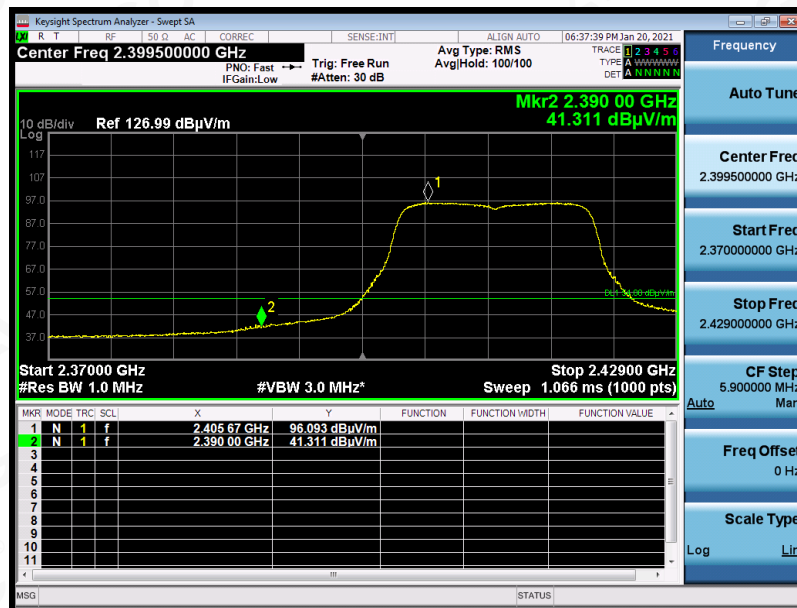 Keysight Spectrum Analyzer - Swept SA
LXI R T RF 50 Ω AC CORREC SENSE:INT ALIGN AUTO 06:37:39 PM Jan 20, 2021
Center Freq 2.399500000 GHz
PNO: Fast
IFGain:Low
Trig: Free Run
#Atten: 30 dB
Avg Type: RMS
Avg|Hold: 100/100
TRACE 1 2 3 4 5 6
TYPE A WWWWW
DET A N N N N N
Mkr2 2.390 00 GHz
41.311 dBµV/m
10 dB/div Ref 126.99 dBµV/m
Log
117
107
97.0
87.0
77.0
67.0
57.0
47.0
37.0
1
2
Start 2.37000 GHz Stop 2.42900 GHz
#Res BW 1.0 MHz #VBW 3.0 MHz* Sweep 1.066 ms (1000 pts)
MKR MODE TRC SCL X Y FUNCTION FUNCTION WIDTH FUNCTION VALUE
1 N 1 f 2.405 67 GHz 96.093 dBµV/m
2 N 1 f 2.390 00 GHz 41.311 dBµV/m
3
4
5
6
7
8
9
10
11
MSG STATUS
Frequency
Auto Tune
Center Freq
2.399500000 GHz
Start Freq
2.370000000 GHz
Stop Freq
2.429000000 GHz
CF Step
5.900000 MHz
Auto Man
Freq Offset
0 Hz
Scale Type
Log Lin